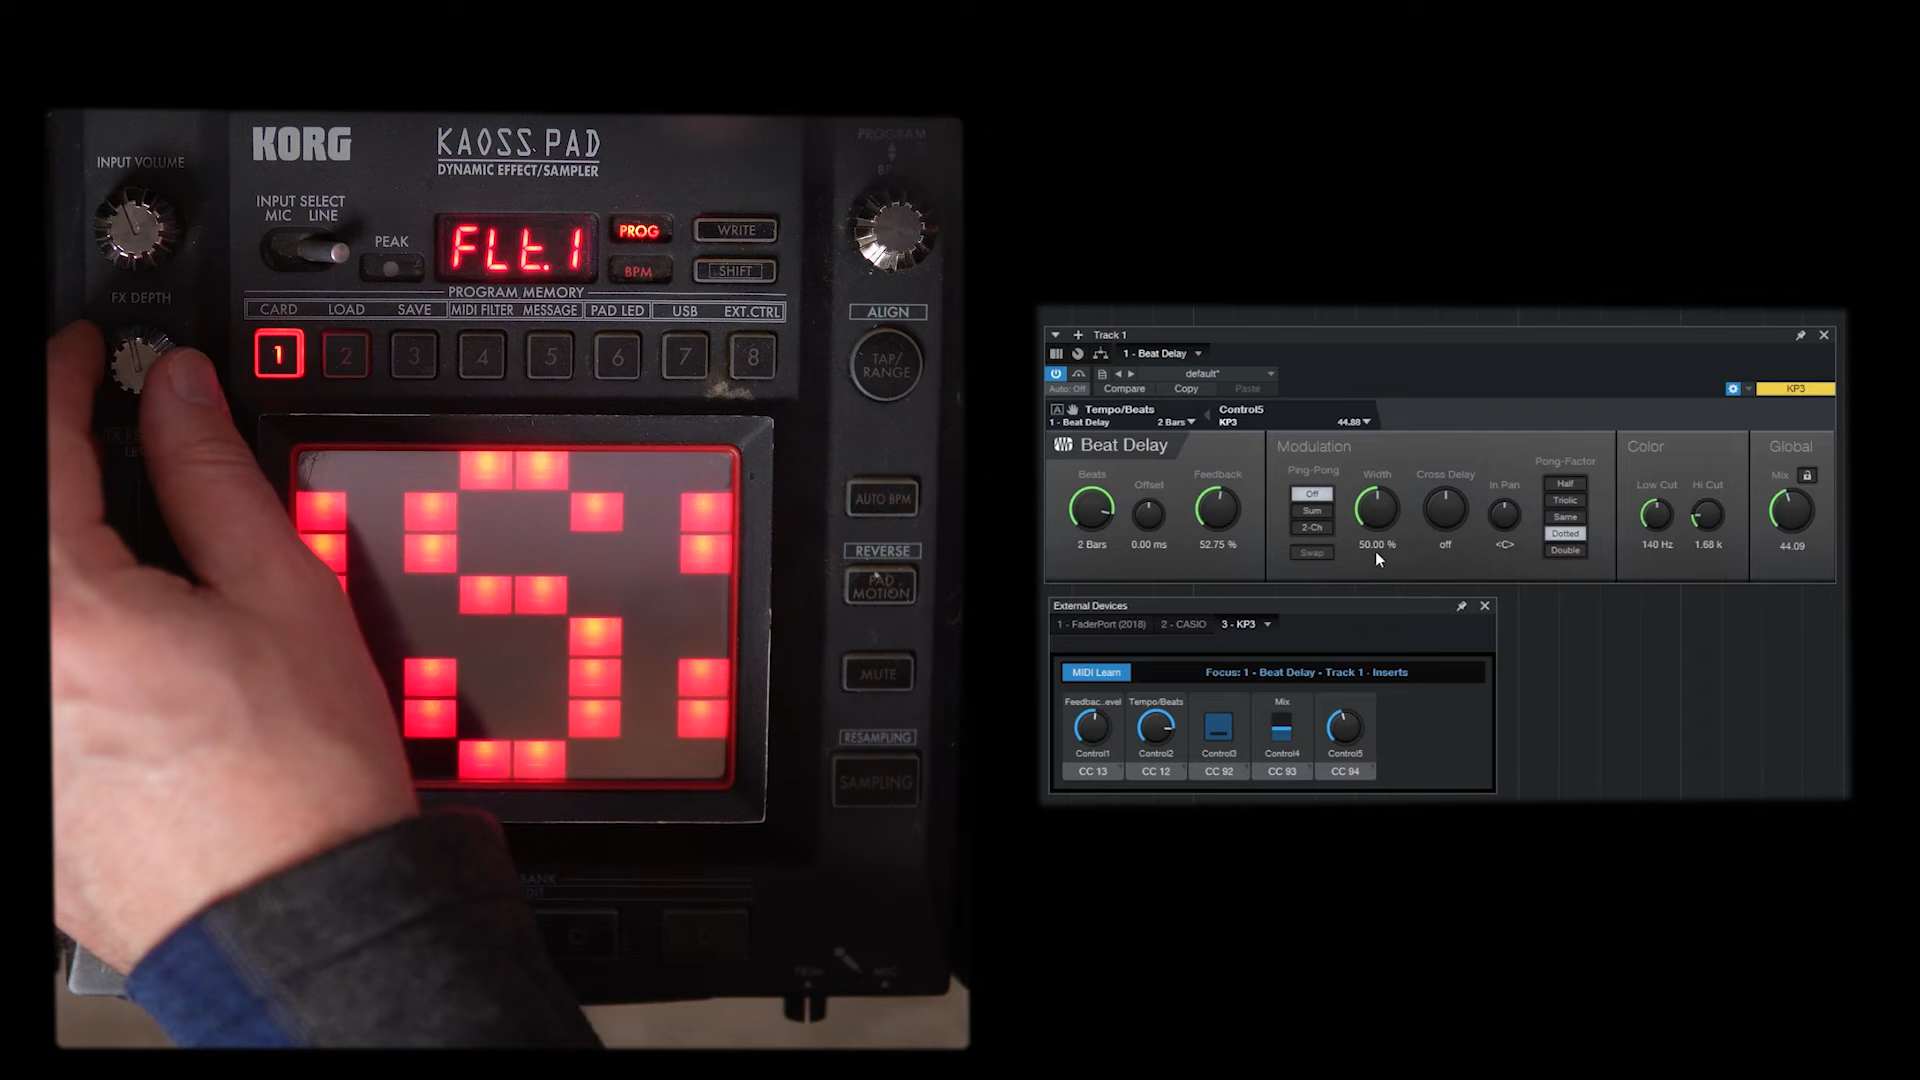 KORG
KAOSS PAD
DYNAMIC EFFECT/SAMPLER
PROGRAM
INPUT VOLUME
INPUT SELECT
MIC LINE
PEAK
FLt.1
PROG
BPM
WRITE
SHIFT
FX DEPTH
PROGRAM MEMORY
CARD LOAD SAVE MIDI FILTER MESSAGE PAD LED USB EXT.CTRL
1 2 3 4 5 6 7 8
ALIGN
TAP/
RANGE
AUTO BPM
REVERSE
PAD
MOTION
MUTE
RESAMPLING
SAMPLING
Track 1
1 - Beat Delay
default*
Auto: Off Compare Copy Paste
KP3
Tempo/Beats Control5
1 - Beat Delay 2 Bars KP3 44.88
Beat Delay
Beats Offset Feedback
2 Bars 0.00 ms 52.75 %
Modulation
Ping-Pong Width Cross Delay In Pan Pong-Factor
Off
Sum
2-Ch
Swap
50.00 % off <C>
Half
Triolic
Same
Dotted
Double
Color
Low Cut Hi Cut
140 Hz 1.68 k
Global
Mix
44.09
External Devices
1 - FaderPort (2018) 2 - CASIO 3 - KP3
MIDI Learn Focus: 1 - Beat Delay - Track 1 - Inserts
Feedbac...evel Tempo/Beats Mix
Control1 Control2 Control3 Control4 Control5
CC 13 CC 12 CC 92 CC 93 CC 94